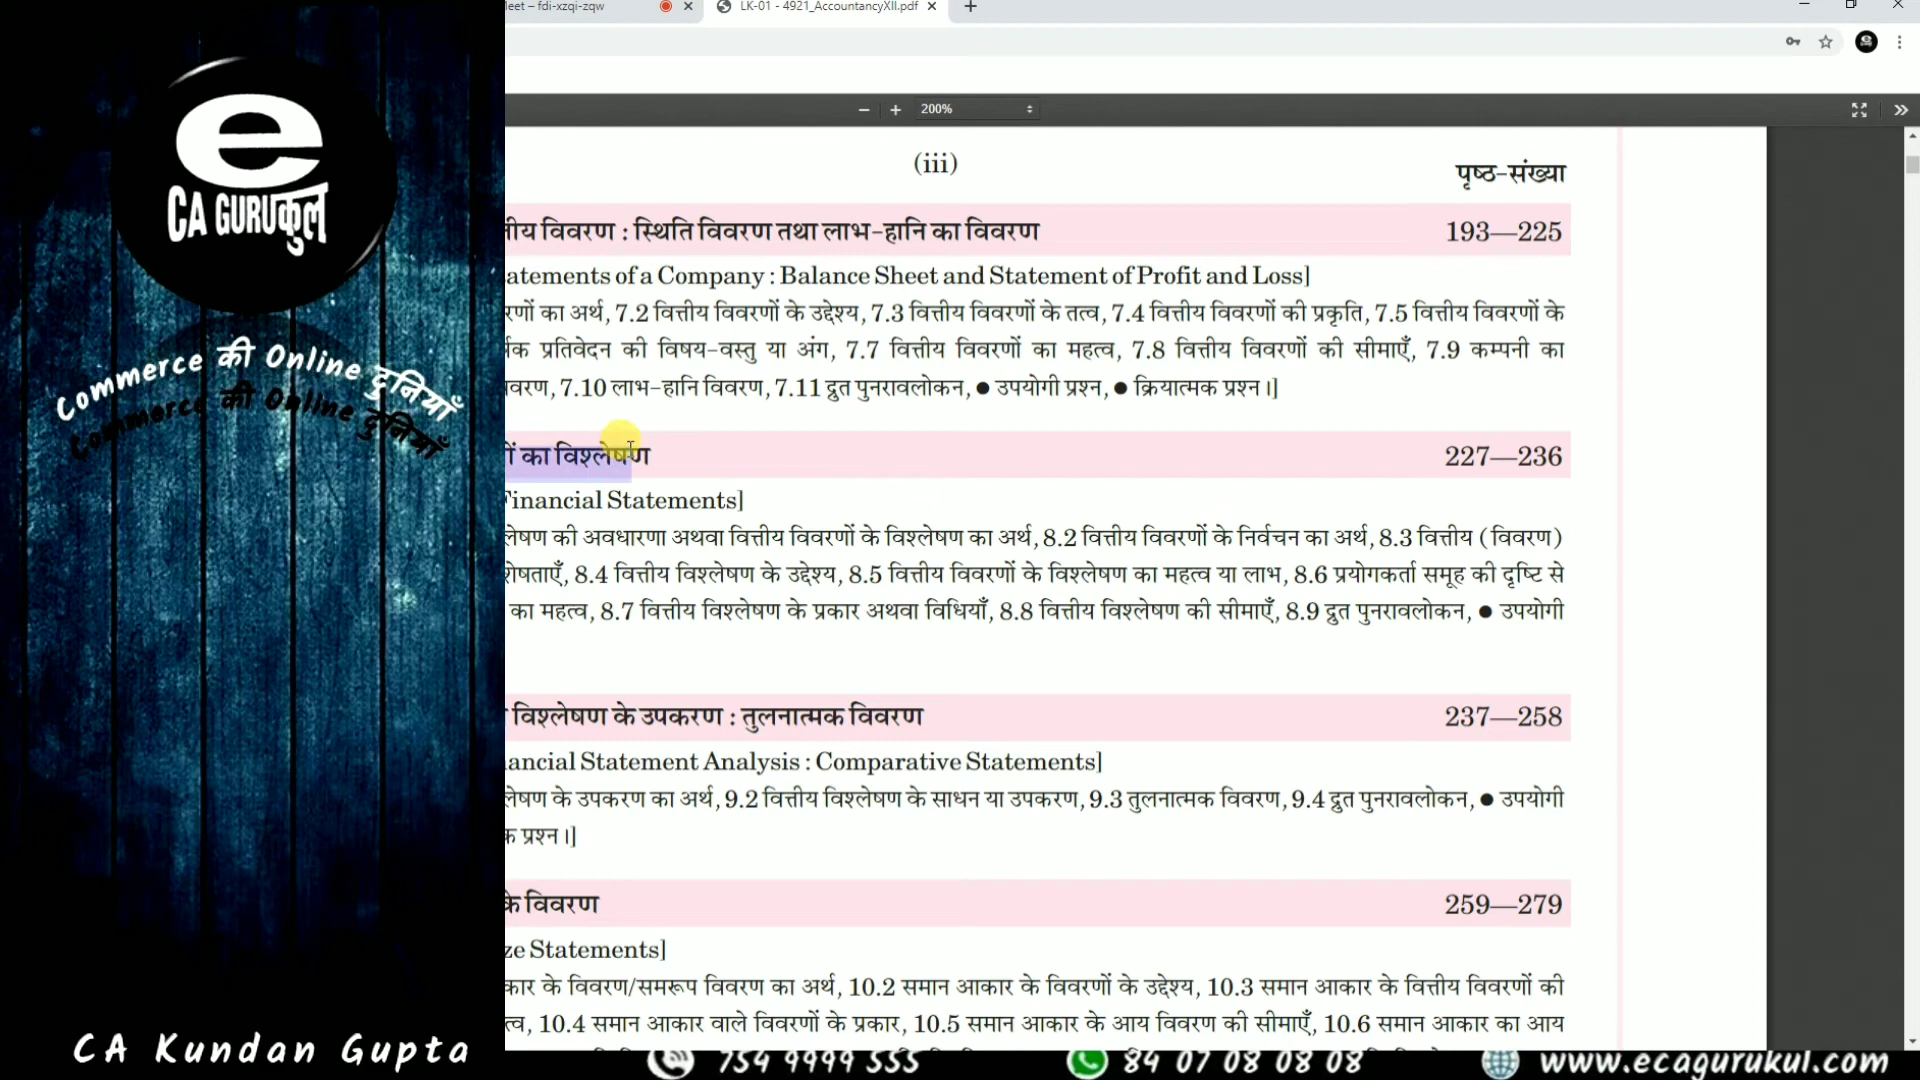 leet – fdi-xzqi-zqw
LK-01 - 4921_AccountancyXII.pdf
200%
e
CA GURUकुल
Commerce की Online दुनियाँ
CA Kundan Gupta
(iii)
पृष्ठ-संख्या
विवरण : स्थिति विवरण तथा लाभ-हानि का विवरण 193—225
atements of a Company : Balance Sheet and Statement of Profit and Loss]
का अर्थ, 7.2 वित्तीय विवरणों के उद्देश्य, 7.3 वित्तीय विवरणों के तत्व, 7.4 वित्तीय विवरणों की प्रकृति, 7.5 वित्तीय विवरणों के
प्रतिवेदन की विषय-वस्तु या अंग, 7.7 वित्तीय विवरणों का महत्व, 7.8 वित्तीय विवरणों की सीमाएँ, 7.9 कम्पनी का
वरण, 7.10 लाभ-हानि विवरण, 7.11 द्रुत पुनरावलोकन, ● उपयोगी प्रश्न, ● क्रियात्मक प्रश्न।]
का विश्लेषण 227—236
Financial Statements]
लेषण की अवधारणा अथवा वित्तीय विवरणों के विश्लेषण का अर्थ, 8.2 वित्तीय विवरणों के निर्वचन का अर्थ, 8.3 वित्तीय (विवरण)
शेषताएँ, 8.4 वित्तीय विश्लेषण के उद्देश्य, 8.5 वित्तीय विवरणों के विश्लेषण का महत्व या लाभ, 8.6 प्रयोगकर्ता समूह की दृष्टि से
का महत्व, 8.7 वित्तीय विश्लेषण के प्रकार अथवा विधियाँ, 8.8 वित्तीय विश्लेषण की सीमाएँ, 8.9 द्रुत पुनरावलोकन, ● उपयोगी
विश्लेषण के उपकरण : तुलनात्मक विवरण 237—258
ancial Statement Analysis : Comparative Statements]
लेषण के उपकरण का अर्थ, 9.2 वित्तीय विश्लेषण के साधन या उपकरण, 9.3 तुलनात्मक विवरण, 9.4 द्रुत पुनरावलोकन, ● उपयोगी
क प्रश्न।]
के विवरण 259—279
ze Statements]
कार के विवरण/समरूप विवरण का अर्थ, 10.2 समान आकार के विवरणों के उद्देश्य, 10.3 समान आकार के वित्तीय विवरणों की
त्व, 10.4 समान आकार वाले विवरणों के प्रकार, 10.5 समान आकार के आय विवरण की सीमाएँ, 10.6 समान आकार का आय
754 9999 555 84 07 08 08 08 www.ecagurukul.com